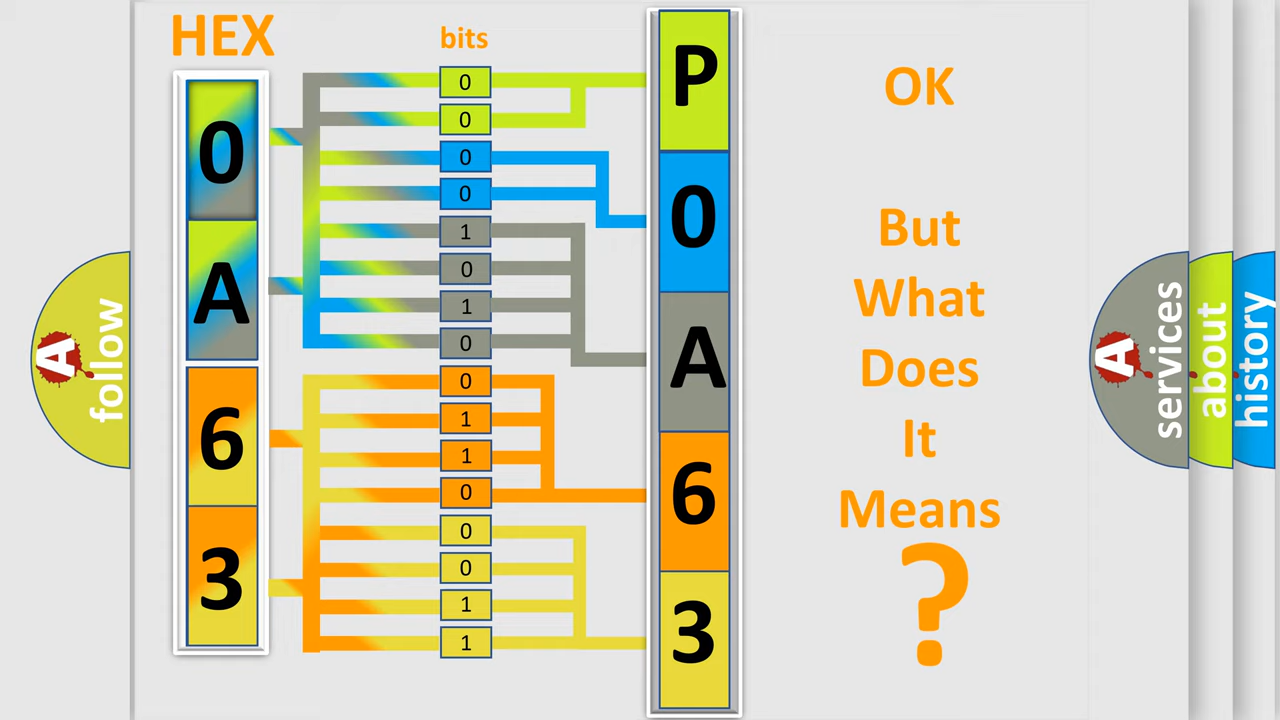 HEX
bits
0
A
6
3
0
0
0
0
1
0
1
0
0
1
1
0
0
0
1
1
P
0
A
6
3
OK
But
What
Does
It
Means
?
A
follow
A
services
about
history